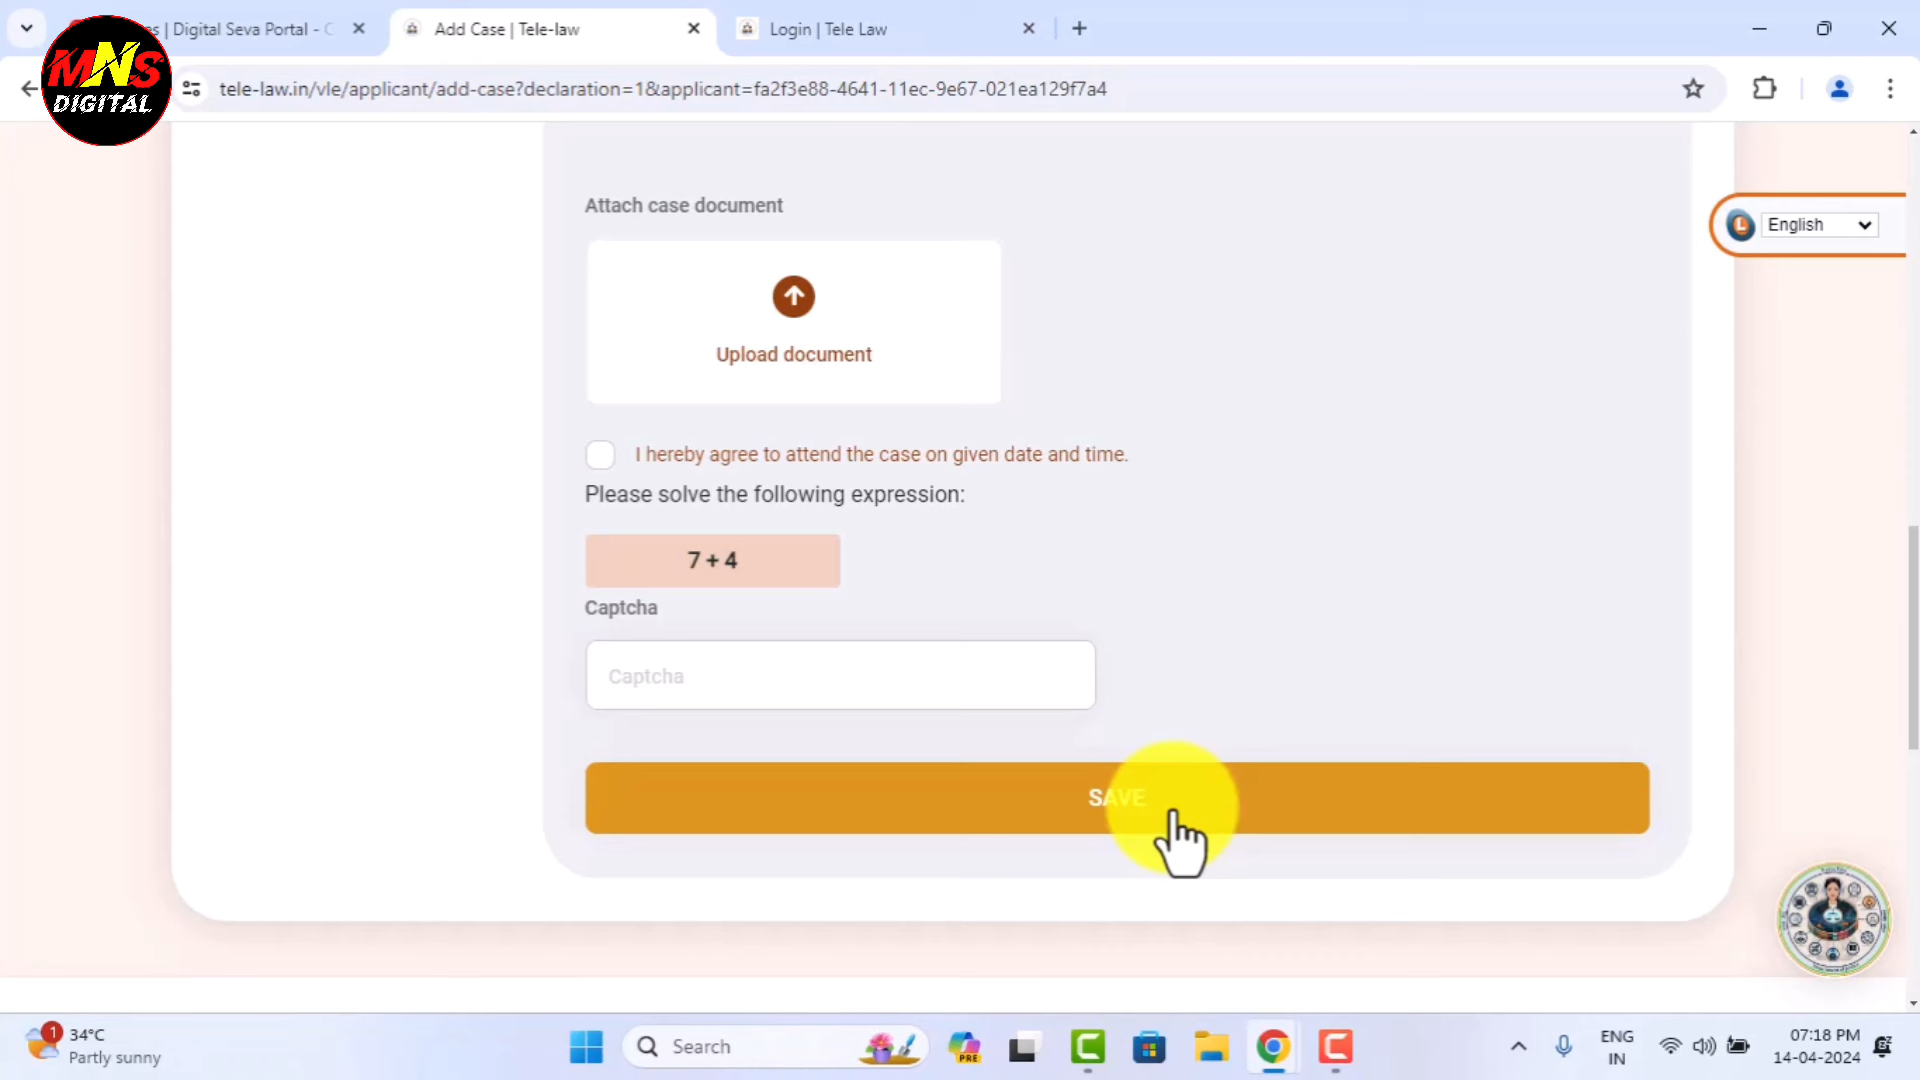 es | Digital Seva Portal - C
Add Case | Tele-law
Login | Tele Law
MNS
DIGITAL
tele-law.in/vle/applicant/add-case?declaration=1&applicant=fa2f3e88-4641-11ec-9e67-021ea129f7a4
English
Attach case document
Upload document
I hereby agree to attend the case on given date and time.
Please solve the following expression:
7 + 4
Captcha
Captcha
SAVE
1
34°C
Partly sunny
Search
PRE
ENG
IN
07:18 PM
14-04-2024